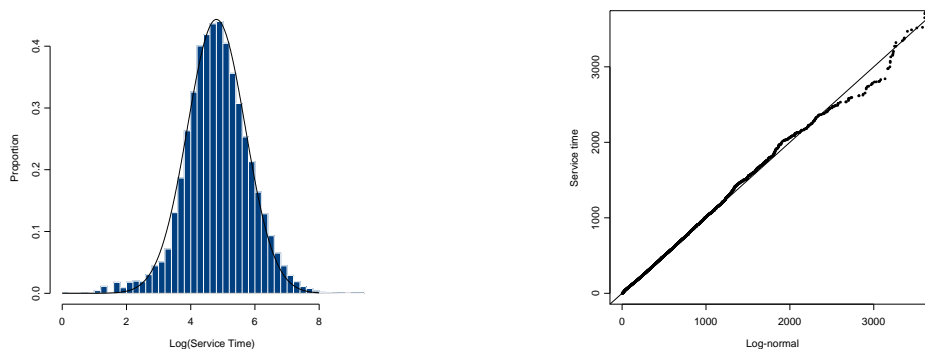 Proportion
0.0 0.1 0.2 0.3 0.4
0 2 4 6 8
Log(Service Time)
Service time
0 1000 2000 3000
0 1000 2000 3000
Log-normal